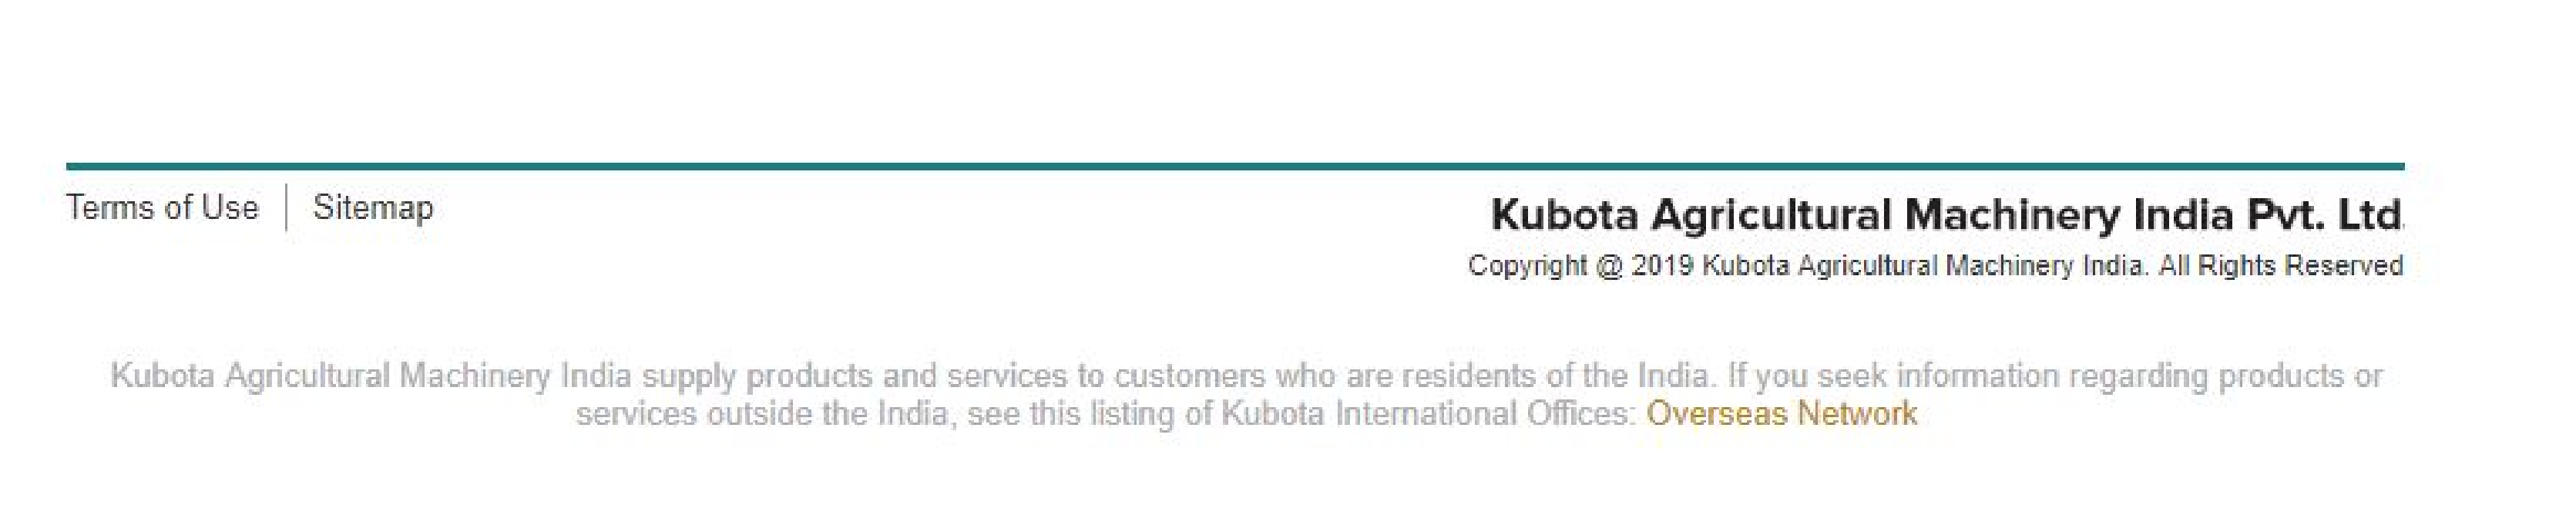 Terms of Use | Sitemap
Kubota Agricultural Machinery India Pvt. Ltd.
Copyright @ 2019 Kubota Agricultural Machinery India. All Rights Reserved
Kubota Agricultural Machinery India supply products and services to customers who are residents of the India. If you seek information regarding products or
services outside the India, see this listing of Kubota International Offices: Overseas Network